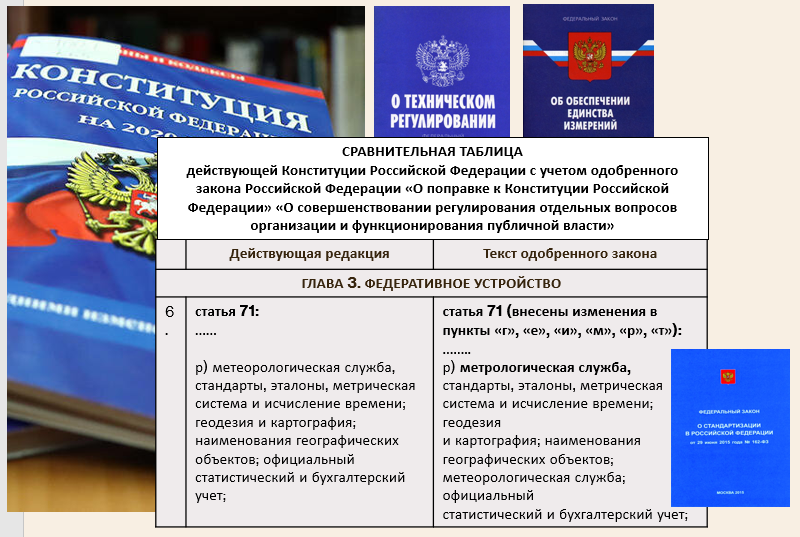 НЫ И КОДЕКСЫ
КОНСТИТУЦИЯ
РОССИЙСКОЙ ФЕДЕРАЦИИ
НА 2020
О ТЕХНИЧЕСКОМ
РЕГУЛИРОВАНИИ
ФЕДЕРАЛЬНЫЙ ЗАКОН
ОБ ОБЕСПЕЧЕНИИ
ЕДИНСТВА
ИЗМЕРЕНИЙ
СРАВНИТЕЛЬНАЯ ТАБЛИЦА
действующей Конституции Российской Федерации с учетом одобренного
закона Российской Федерации «О поправке к Конституции Российской
Федерации» «О совершенствовании регулирования отдельных вопросов
организации и функционирования публичной власти»
Действующая редакция
Текст одобренного закона
ГЛАВА 3. ФЕДЕРАТИВНОЕ УСТРОЙСТВО
6
.
статья 71:
......
р) метеорологическая служба,
стандарты, эталоны, метрическая
система и исчисление времени;
геодезия и картография;
наименования географических
объектов; официальный
статистический и бухгалтерский
учет;
статья 71 (внесены изменения в
пункты «г», «е», «и», «м», «р», «т»):
........
р) метрологическая служба,
стандарты, эталоны, метрическая
система и исчисление времени;
геодезия
и картография; наименования
географических объектов;
метеорологическая служба;
официальный
статистический и бухгалтерский учет;
ФЕДЕРАЛЬНЫЙ ЗАКОН
О СТАНДАРТИЗАЦИИ
В РОССИЙСКОЙ ФЕДЕРАЦИИ
от 29 июня 2015 года № 162-ФЗ
МОСКВА 2015